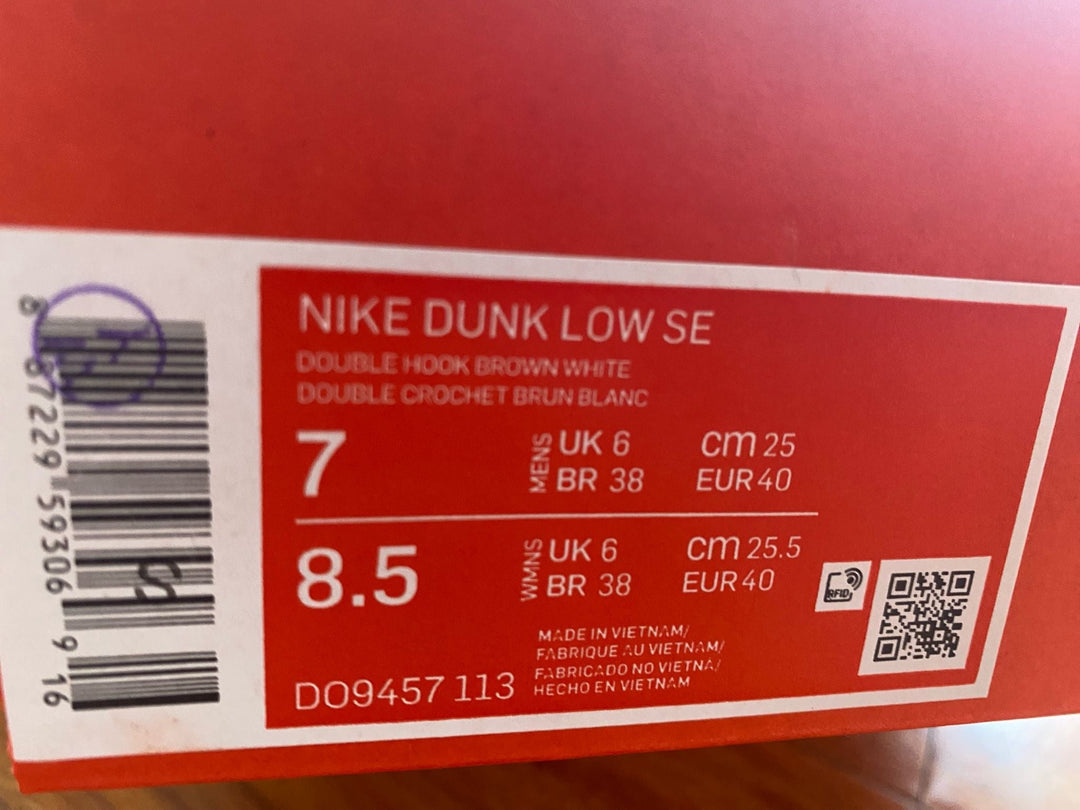 NIKE DUNK LOW SE
DOUBLE HOOK BROWN WHITE
DOUBLE CROCHET BRUN BLANC
7
MENS
UK 6
cm 25
BR 38
EUR 40
8.5
WMNS
UK 6
cm 25.5
BR 38
EUR 40
RFID
MADE IN VIETNAM/
FABRIQUE AU VIETNAM/
FABRICADO NO VIETNA/
HECHO EN VIETNAM
DO9457 113
8 87229 59306 9 16
S